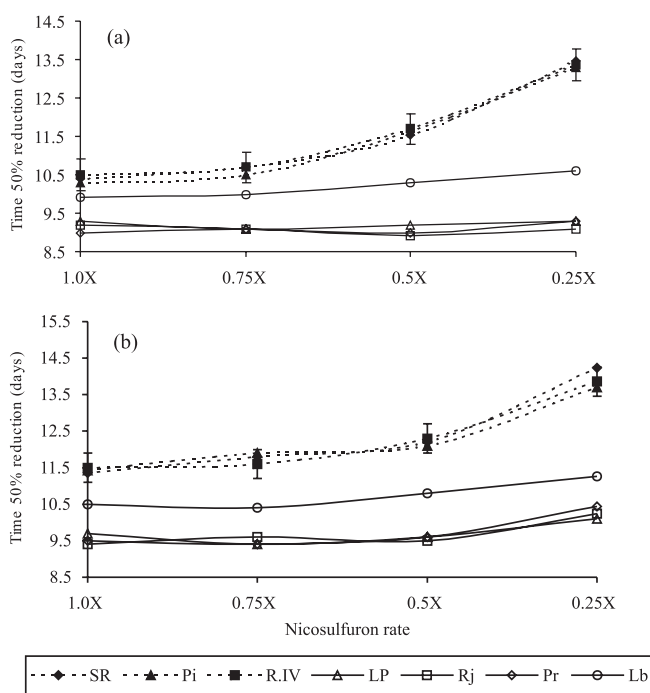 (a)
Time 50% reduction (days)
15.5
14.5
13.5
12.5
11.5
10.5
9.5
8.5
1.0X 0.75X 0.5X 0.25X
(b)
Time 50% reduction (days)
15.5
14.5
13.5
12.5
11.5
10.5
9.5
8.5
1.0X 0.75X 0.5X 0.25X
Nicosulfuron rate
SR Pi R.IV LP Rj Pr Lb